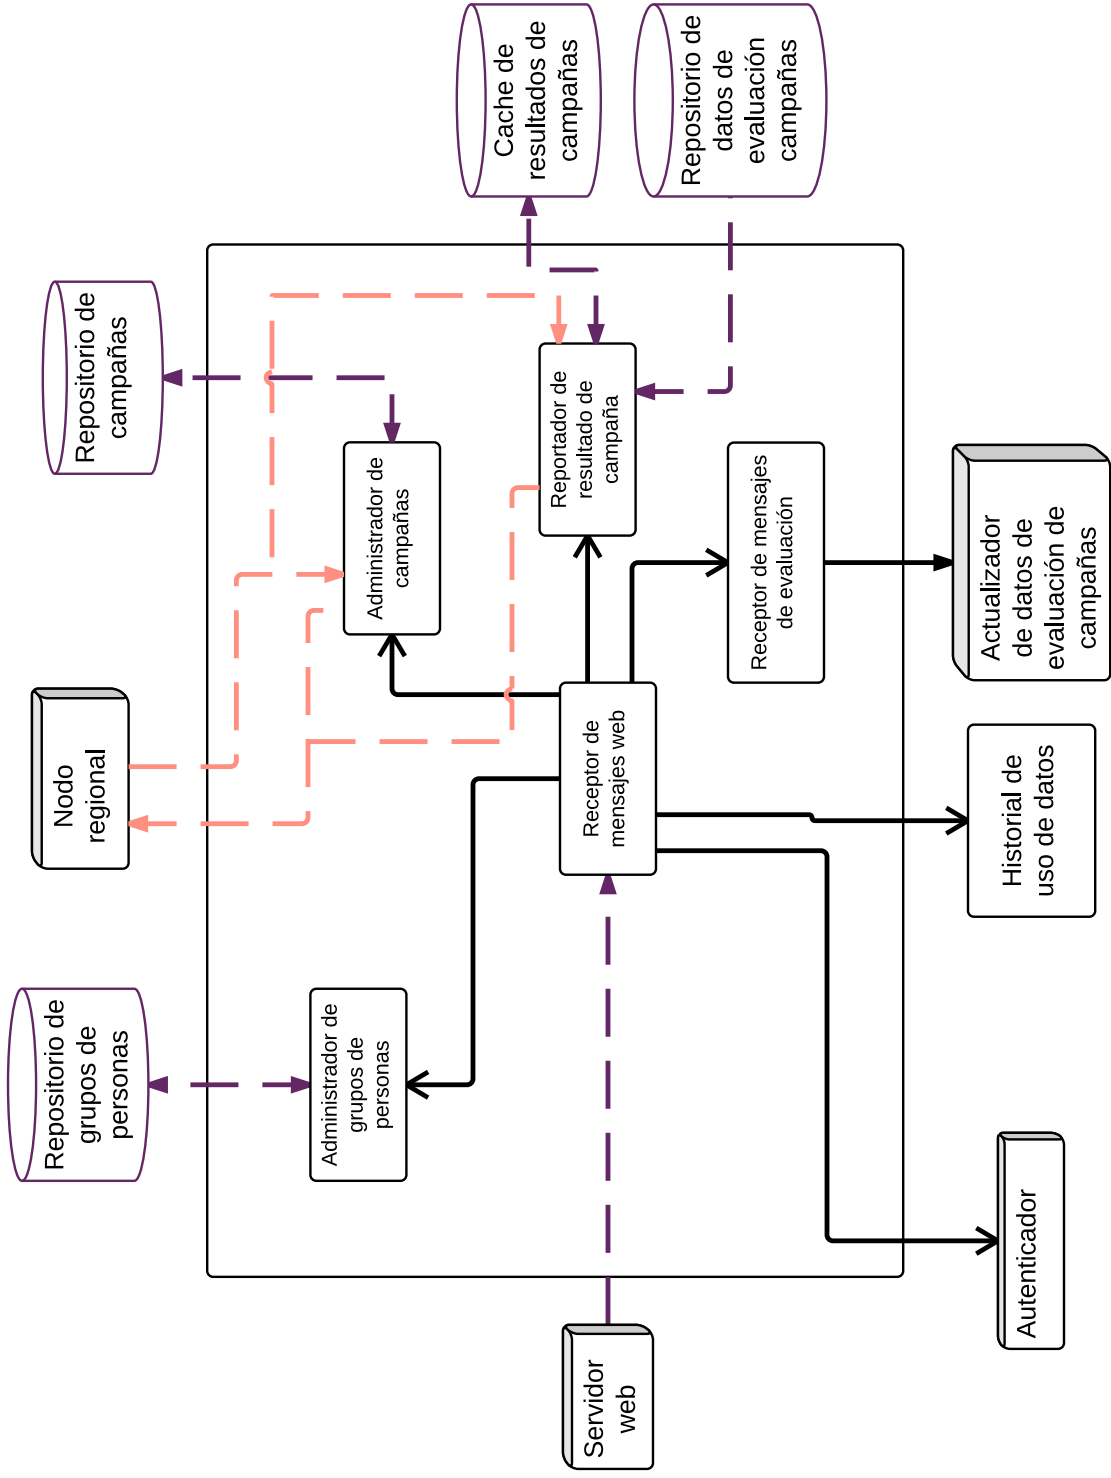 Repositorio de
grupos de
personas
Nodo
regional
Repositorio de
campañas
Cache de
resultados de
campañas
Repositorio de
datos de
evaluación
campañas
Administrador de
grupos de
personas
Administrador de
campañas
Reportador de
resultado de
campaña
Receptor de
mensajes web
Receptor de mensajes
de evaluación
Servidor
web
Autenticador
Historial de
uso de datos
Actualizador
de datos de
evaluación de
campañas